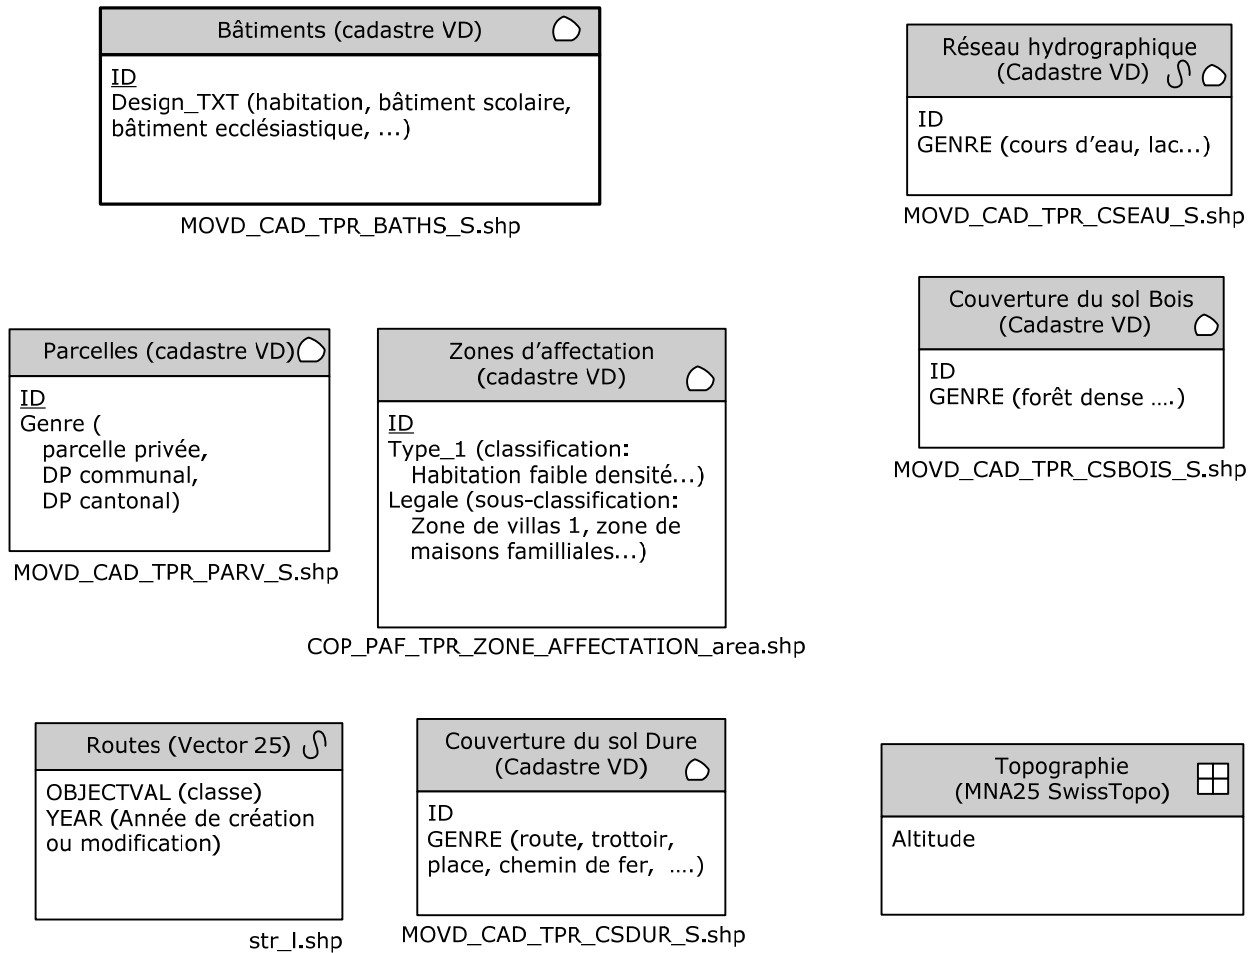 Bâtiments (cadastre VD)
ID
Design_TXT (habitation, bâtiment scolaire,
bâtiment ecclésiastique, ...)
MOVD_CAD_TPR_BATHS_S.shp
Réseau hydrographique
(Cadastre VD)
ID
GENRE (cours d'eau, lac...)
MOVD_CAD_TPR_CSEAU_S.shp
Couverture du sol Bois
(Cadastre VD)
ID
GENRE (forêt dense ....)
MOVD_CAD_TPR_CSBOIS_S.shp
Parcelles (cadastre VD)
ID
Genre (
parcelle privée,
DP communal,
DP cantonal)
MOVD_CAD_TPR_PARV_S.shp
Zones d'affectation
(cadastre VD)
ID
Type_1 (classification:
Habitation faible densité...)
Legale (sous-classification:
Zone de villas 1, zone de
maisons familliales...)
COP_PAF_TPR_ZONE_AFFECTATION_area.shp
Routes (Vector 25)
OBJECTVAL (classe)
YEAR (Année de création
ou modification)
str_l.shp
Couverture du sol Dure
(Cadastre VD)
ID
GENRE (route, trottoir,
place, chemin de fer, ....)
MOVD_CAD_TPR_CSDUR_S.shp
Topographie
(MNA25 SwissTopo)
Altitude